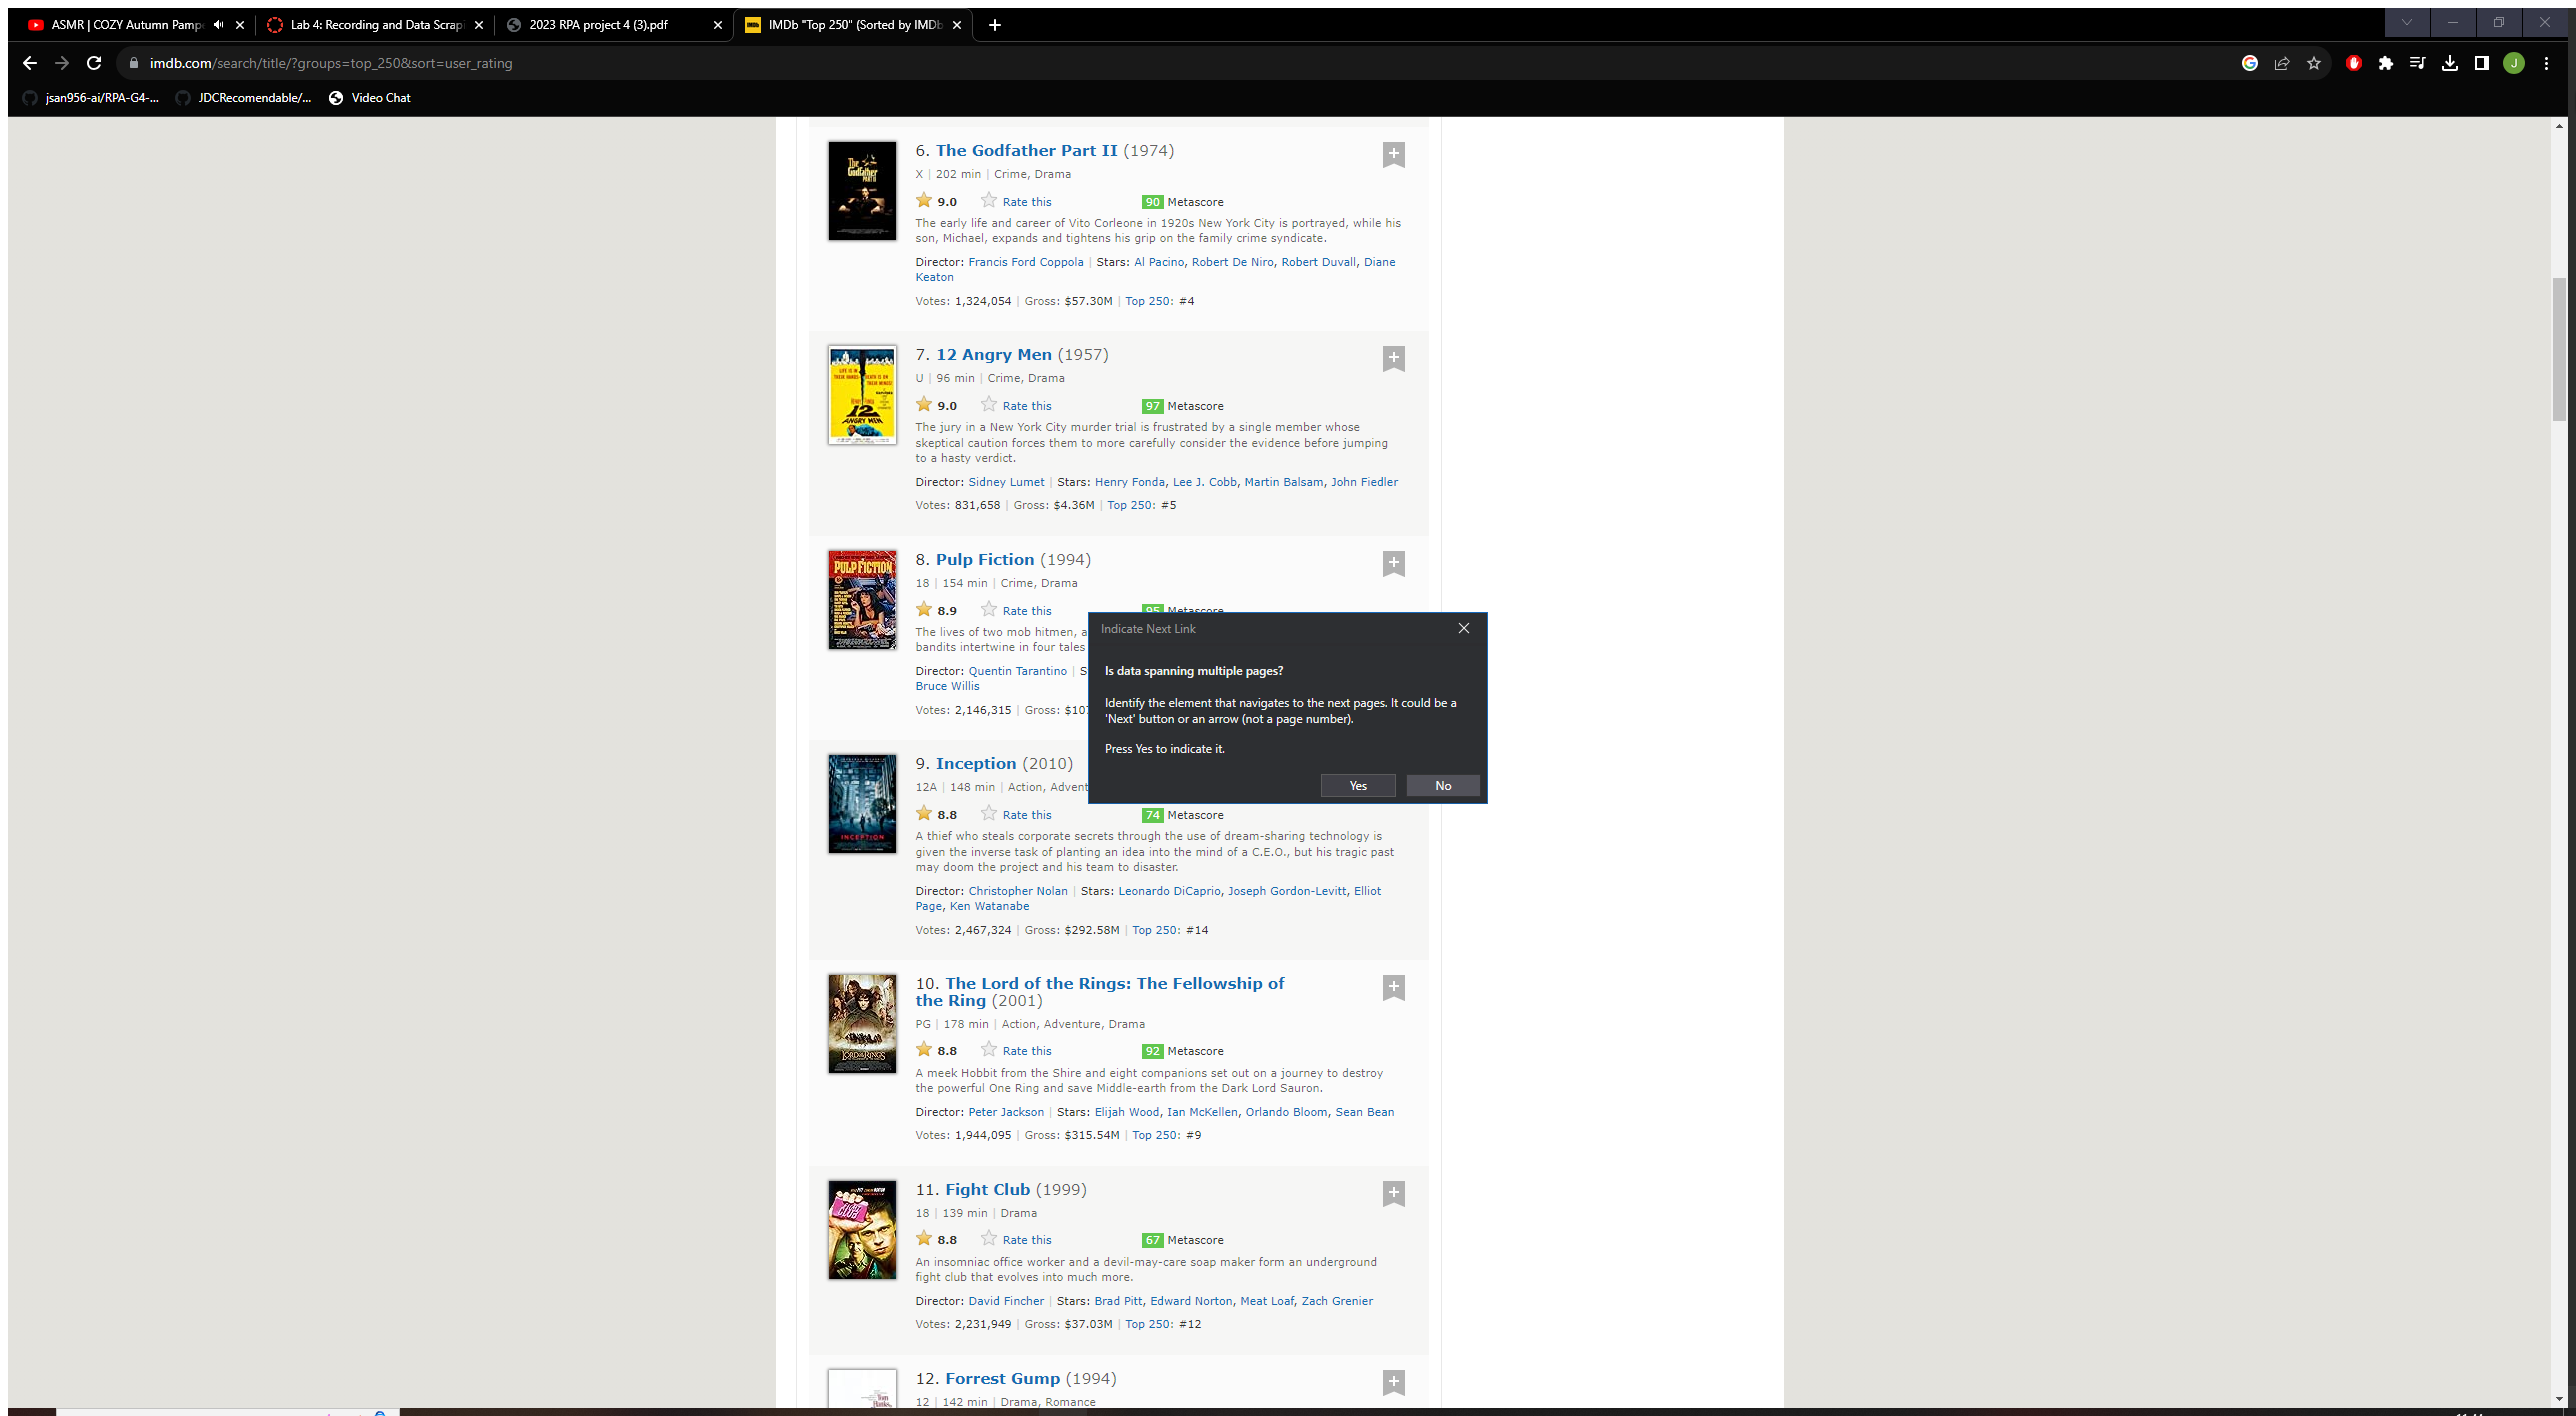 ASMR | COZY Autumn Pampe
Lab 4: Recording and Data Scrap
2023 RPA project 4 (3).pdf
IMDb "Top 250" (Sorted by IMDb
imdb.com/search/title/?groups=top_250&sort=user_rating
J
jsan956-ai/RPA-G4-...
JDCRecomendable/...
Video Chat
6. The Godfather Part II (1974)
X | 202 min | Crime, Drama
9.0 Rate this 90 Metascore
The early life and career of Vito Corleone in 1920s New York City is portrayed, while his
son, Michael, expands and tightens his grip on the family crime syndicate.
Director: Francis Ford Coppola | Stars: Al Pacino, Robert De Niro, Robert Duvall, Diane
Keaton
Votes: 1,324,054 | Gross: $57.30M | Top 250: #4
7. 12 Angry Men (1957)
U | 96 min | Crime, Drama
9.0 Rate this 97 Metascore
The jury in a New York City murder trial is frustrated by a single member whose
skeptical caution forces them to more carefully consider the evidence before jumping
to a hasty verdict.
Director: Sidney Lumet | Stars: Henry Fonda, Lee J. Cobb, Martin Balsam, John Fiedler
Votes: 831,658 | Gross: $4.36M | Top 250: #5
8. Pulp Fiction (1994)
18 | 154 min | Crime, Drama
8.9 Rate this 95 Metascore
The lives of two mob hitmen, a
bandits intertwine in four tales
Director: Quentin Tarantino | S
Bruce Willis
Votes: 2,146,315 | Gross: $107
Indicate Next Link
Is data spanning multiple pages?
Identify the element that navigates to the next pages. It could be a
'Next' button or an arrow (not a page number).
Press Yes to indicate it.
Yes No
9. Inception (2010)
12A | 148 min | Action, Advent
8.8 Rate this 74 Metascore
A thief who steals corporate secrets through the use of dream-sharing technology is
given the inverse task of planting an idea into the mind of a C.E.O., but his tragic past
may doom the project and his team to disaster.
Director: Christopher Nolan | Stars: Leonardo DiCaprio, Joseph Gordon-Levitt, Elliot
Page, Ken Watanabe
Votes: 2,467,324 | Gross: $292.58M | Top 250: #14
10. The Lord of the Rings: The Fellowship of
the Ring (2001)
PG | 178 min | Action, Adventure, Drama
8.8 Rate this 92 Metascore
A meek Hobbit from the Shire and eight companions set out on a journey to destroy
the powerful One Ring and save Middle-earth from the Dark Lord Sauron.
Director: Peter Jackson | Stars: Elijah Wood, Ian McKellen, Orlando Bloom, Sean Bean
Votes: 1,944,095 | Gross: $315.54M | Top 250: #9
11. Fight Club (1999)
18 | 139 min | Drama
8.8 Rate this 67 Metascore
An insomniac office worker and a devil-may-care soap maker form an underground
fight club that evolves into much more.
Director: David Fincher | Stars: Brad Pitt, Edward Norton, Meat Loaf, Zach Grenier
Votes: 2,231,949 | Gross: $37.03M | Top 250: #12
12. Forrest Gump (1994)
12 | 142 min | Drama, Romance